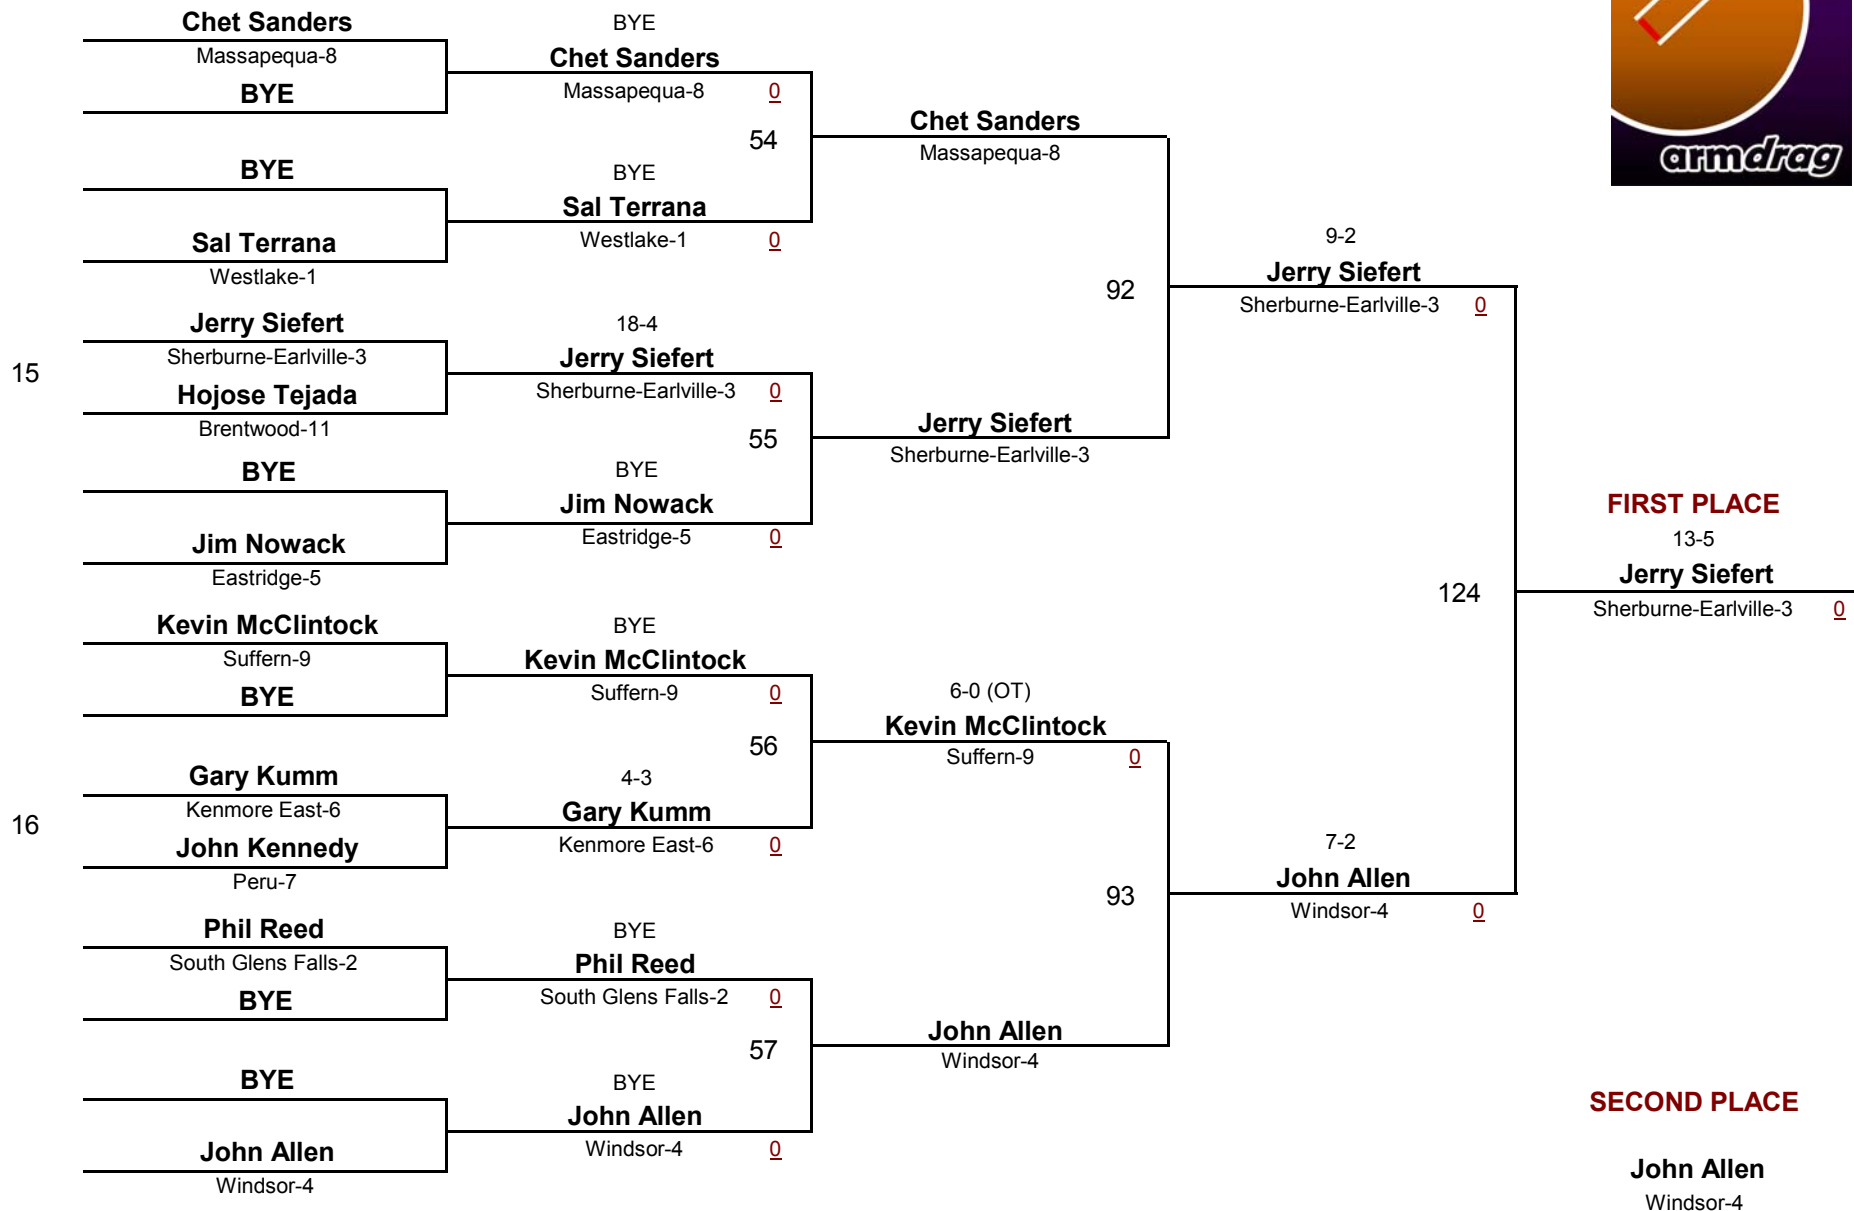 Chet Sanders
Massapequa-8
BYE
BYE
Sal Terrana
Westlake-1
15
Jerry Siefert
Sherburne-Earlville-3
Hojose Tejada
Brentwood-11
BYE
Jim Nowack
Eastridge-5
Kevin McClintock
Suffern-9
BYE
16
Gary Kumm
Kenmore East-6
John Kennedy
Peru-7
Phil Reed
South Glens Falls-2
BYE
BYE
John Allen
Windsor-4
BYE
Chet Sanders
Massapequa-8 0
54
BYE
Sal Terrana
Westlake-1 0
18-4
Jerry Siefert
Sherburne-Earlville-3 0
55
BYE
Jim Nowack
Eastridge-5 0
BYE
Kevin McClintock
Suffern-9 0
56
4-3
Gary Kumm
Kenmore East-6 0
BYE
Phil Reed
South Glens Falls-2 0
57
BYE
John Allen
Windsor-4 0
Chet Sanders
Massapequa-8
92
Jerry Siefert
Sherburne-Earlville-3
6-0 (OT)
Kevin McClintock
Suffern-9 0
93
John Allen
Windsor-4
9-2
Jerry Siefert
Sherburne-Earlville-3 0
124
7-2
John Allen
Windsor-4 0
armdrag
FIRST PLACE
13-5
Jerry Siefert
Sherburne-Earlville-3 0
SECOND PLACE
John Allen
Windsor-4